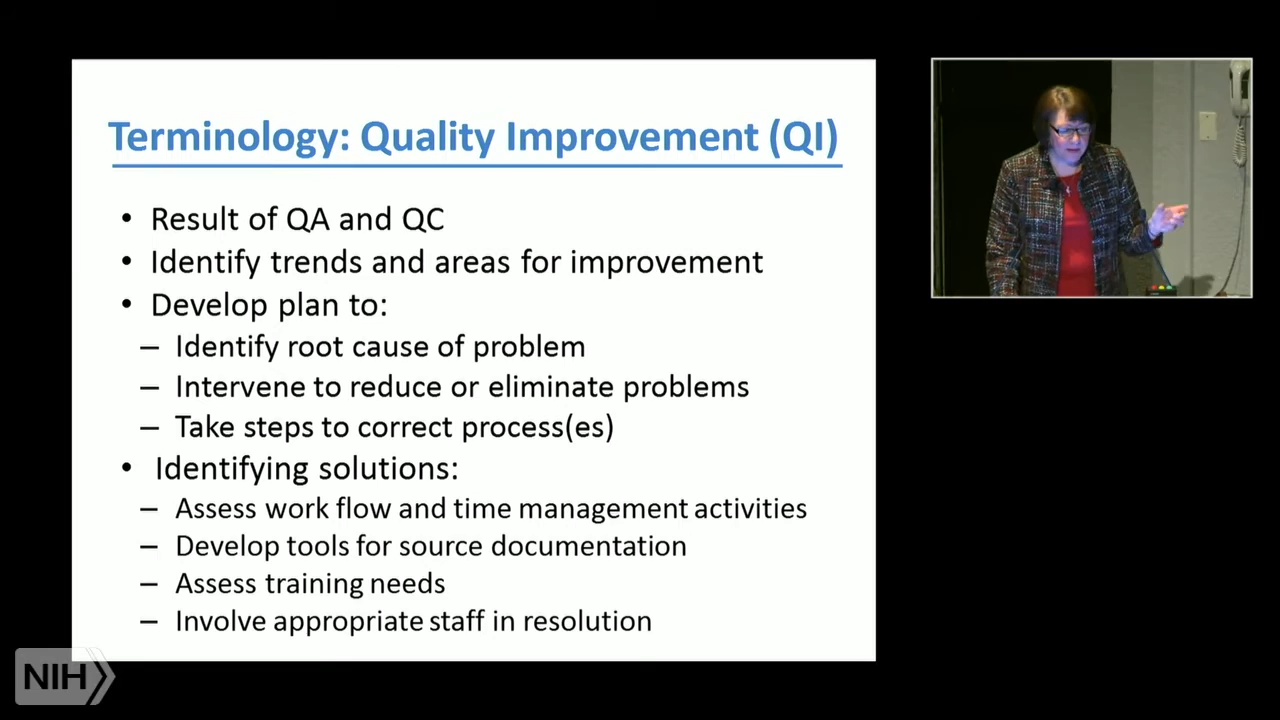 Terminology: Quality Improvement (QI)
• Result of QA and QC
• Identify trends and areas for improvement
• Develop plan to:
– Identify root cause of problem
– Intervene to reduce or eliminate problems
– Take steps to correct process(es)
• Identifying solutions:
– Assess work flow and time management activities
– Develop tools for source documentation
– Assess training needs
– Involve appropriate staff in resolution
NIH